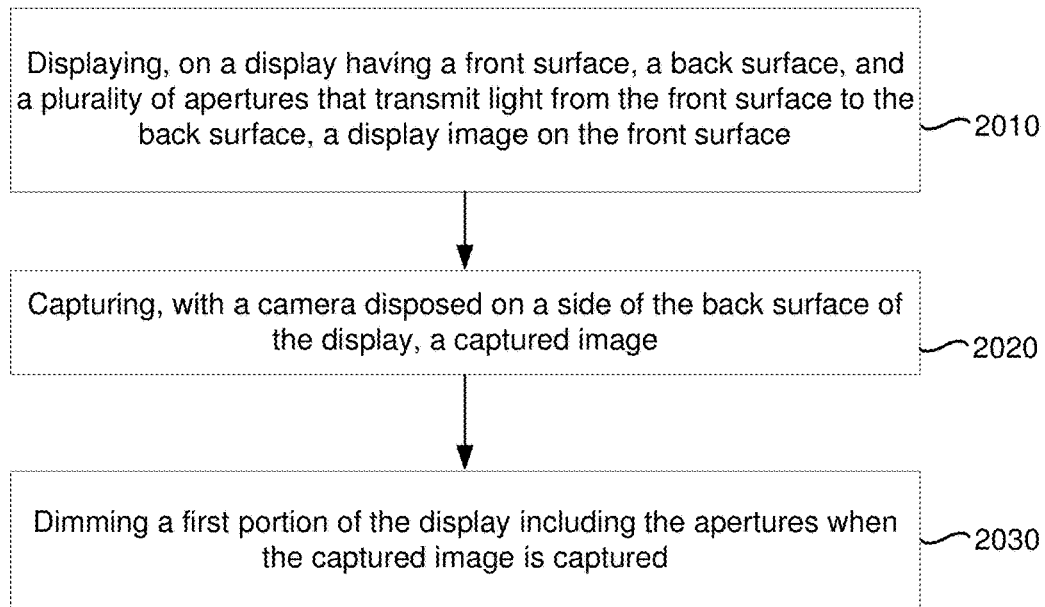 Displaying, on a display having a front surface, a back surface, and
a plurality of apertures that transmit light from the front surface to the
back surface, a display image on the front surface
2010
Capturing, with a camera disposed on a side of the back surface of
the display, a captured image
2020
Dimming a first portion of the display including the apertures when
the captured image is captured
2030